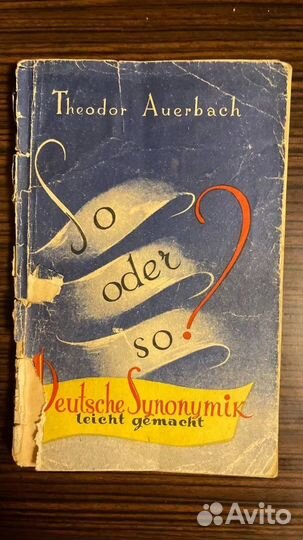 Theodor Auerbach
So
oder
so?
Deutsche Synonymik
leicht gemacht
Avito